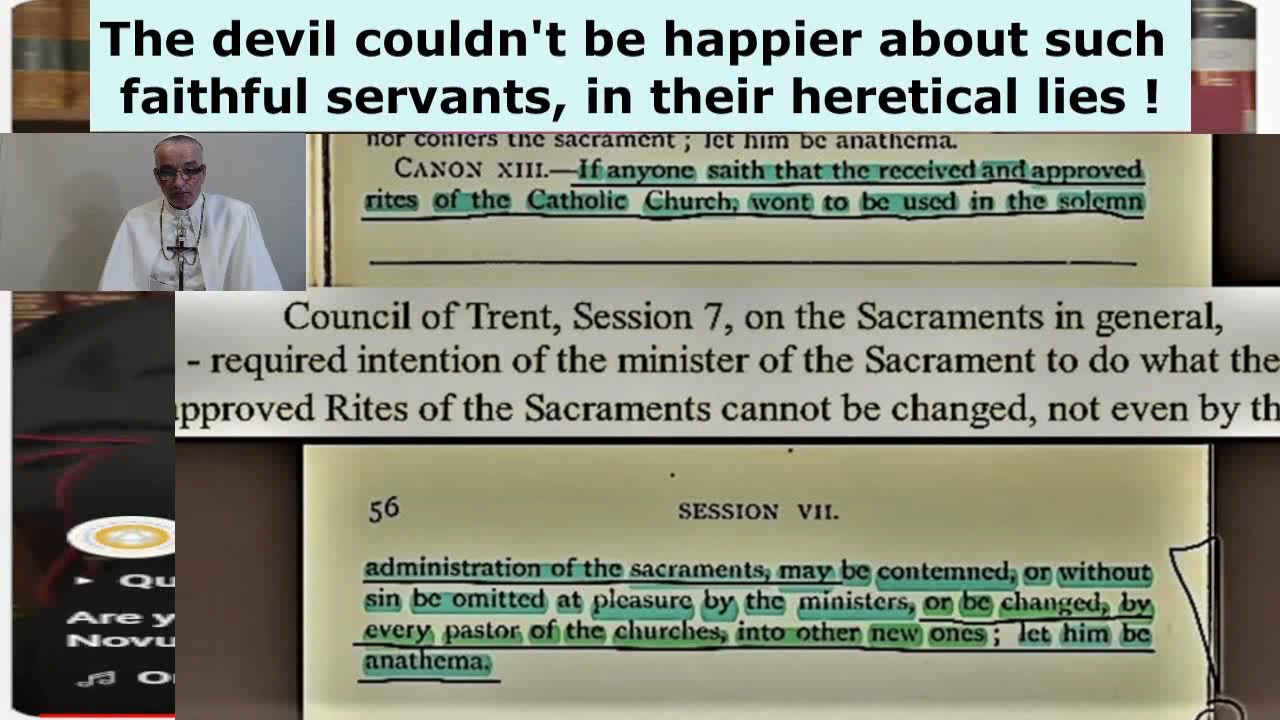 The devil couldn't be happier about such
faithful servants, in their heretical lies !
nor confers the sacrament ; let him be anathema.
CANON XIII.—If anyone saith that the received and approved
rites of the Catholic Church, wont to be used in the solemn
Council of Trent, Session 7, on the Sacraments in general,
- required intention of the minister of the Sacrament to do what the
approved Rites of the Sacraments cannot be changed, not even by th
56 SESSION VII.
administration of the sacraments, may be contemned, or without
sin be omitted at pleasure by the ministers, or be changed, by
every pastor of the churches, into other new ones ; let him be
anathema.
Qu
Are y
Novu
O